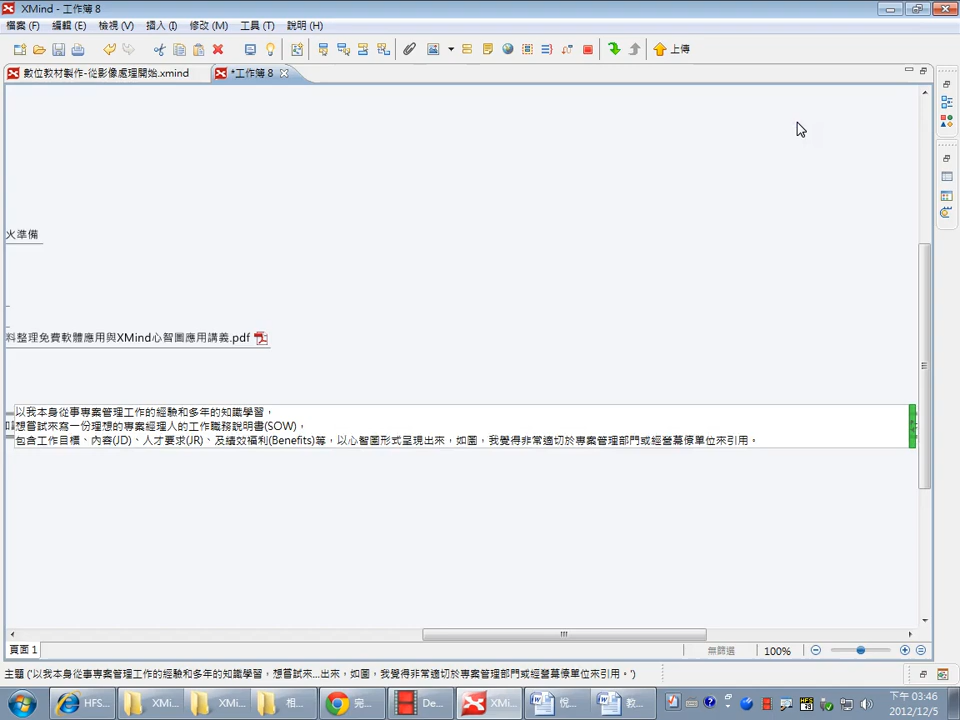 XMind - 工作簿 8
檔案 (F) 編輯 (E) 檢視 (V) 插入 (I) 修改 (M) 工具 (T) 說明 (H)
上傳
數位教材製作-從影像處理開始.xmind *工作簿 8
火準備
料整理免費軟體應用與XMind心智圖應用講義.pdf
以我本身從事專案管理工作的經驗和多年的知識學習，
想嘗試來寫一份理想的專案經理人的工作職務說明書(SOW)，
包含工作目標、內容(JD)、人才要求(JR)、及績效福利(Benefits)等，以心智圖形式呈現出來，如圖，我覺得非常適切於專案管理部門或經營幕僚單位來引用。
頁面 1
無篩選 100%
主題 ('以我本身從事專案管理工作的經驗和多年的知識學習，想嘗試來...出來，如圖，我覺得非常適切於專案管理部門或經營幕僚單位來引用。')
HFS... XMi... XMi... 相... 完... De... XMi... 悅... 教...
下午 03:46
2012/12/5